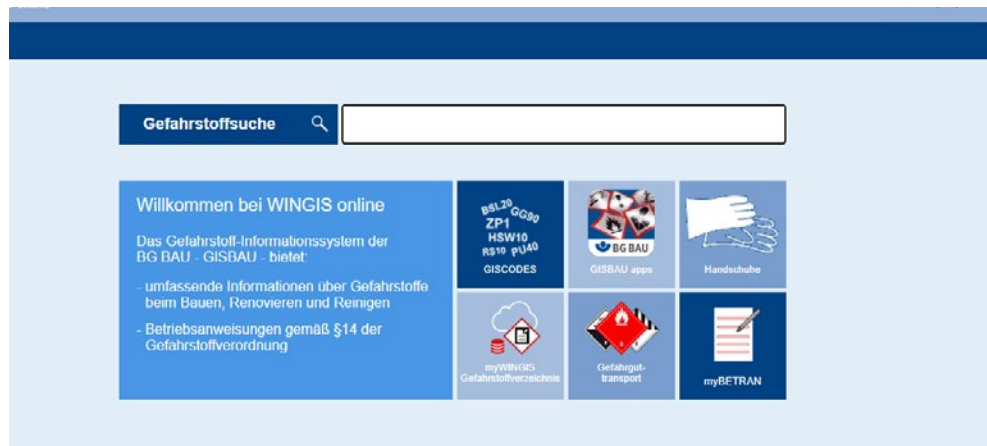 Gefahrstoffsuche
Willkommen bei WINGIS online
Das Gefahrstoff-Informationssystem der
BG BAU - GISBAU - bietet:
- umfassende Informationen über Gefahrstoffe
beim Bauen, Renovieren und Reinigen
- Betriebsanweisungen gemäß §14 der
Gefahrstoffverordnung
BSL20
GG90
ZP1
HSW10
RS10 PU40
GISCODES
BG BAU
GISBAU apps
Handschuhe
myWINGIS
Gefahrstoffverzeichnis
Gefahrgut-
transport
myBETRAN